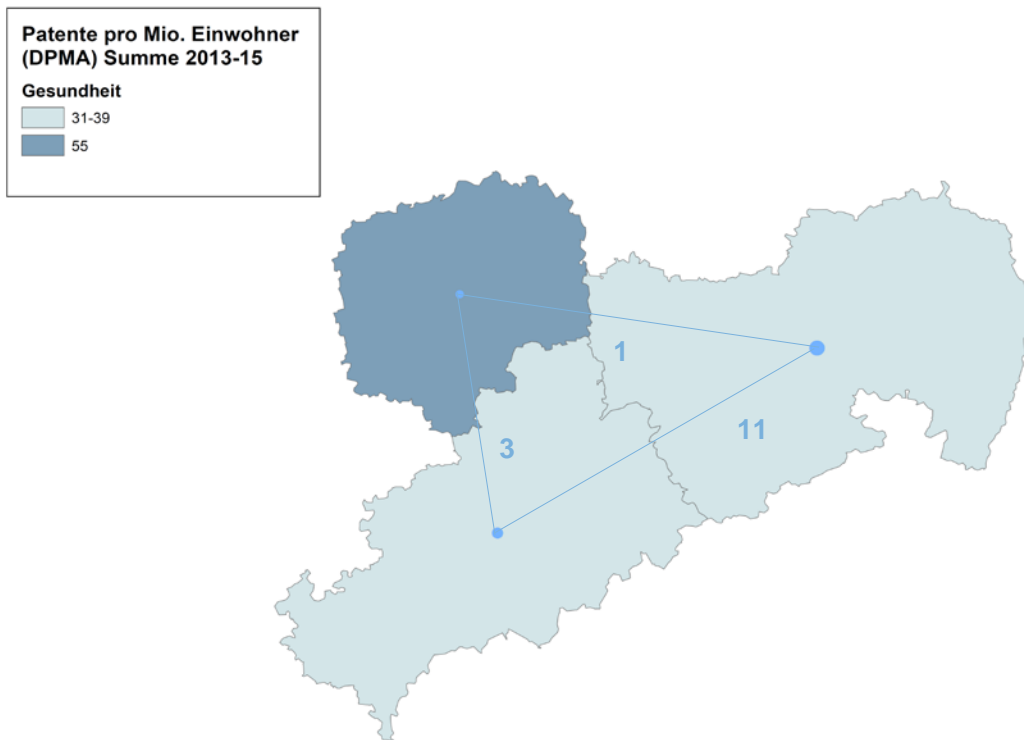 Patente pro Mio. Einwohner
(DPMA) Summe 2013-15
Gesundheit
31-39
55
1
11
3